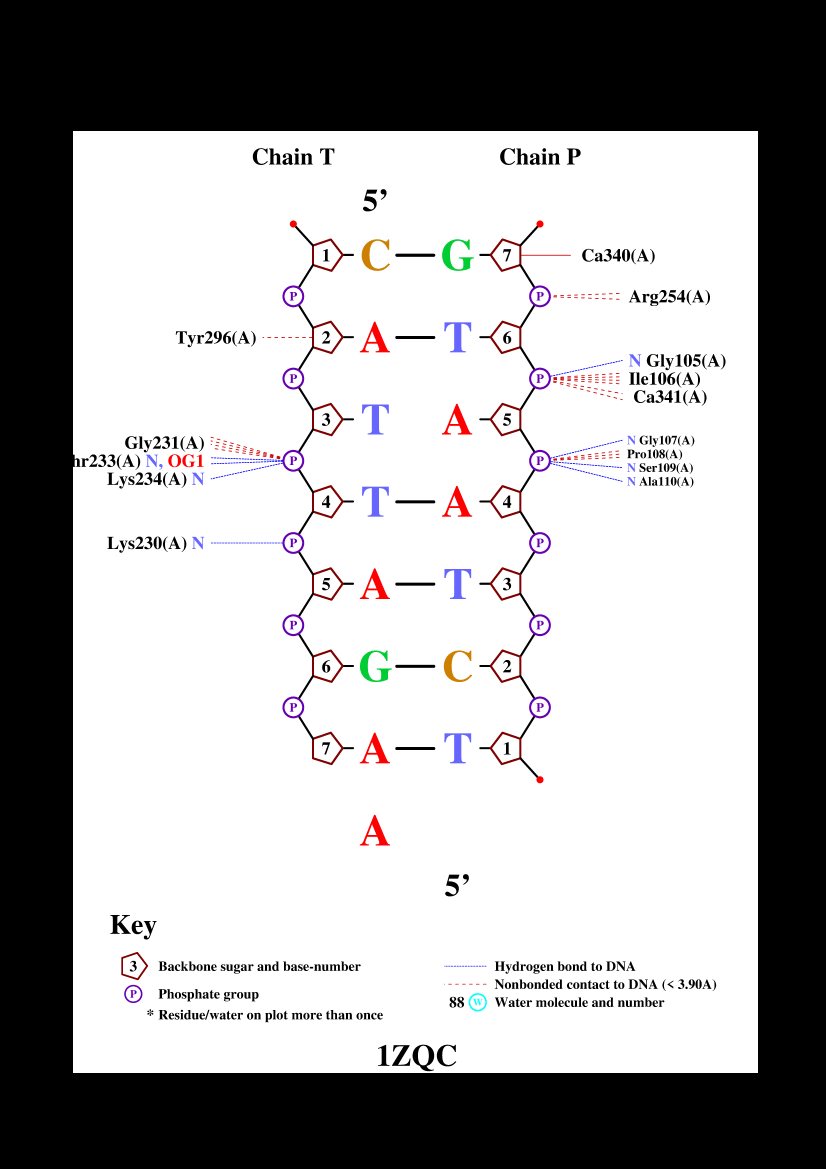 Chain T Chain P
5’
1 C G 7 Ca340(A)
P P Arg254(A)
Tyr296(A) 2 A T 6
N Gly105(A)
P P Ile106(A)
Ca341(A)
3 T A 5
Gly231(A) N Gly107(A)
hr233(A) N, OG1 P P Pro108(A)
Lys234(A) N N Ser109(A)
N Ala110(A)
4 T A 4
Lys230(A) N P P
5 A T 3
P P
6 G C 2
P P
7 A T 1
A
5’
Key
3 Backbone sugar and base-number
P Phosphate group
* Residue/water on plot more than once
Hydrogen bond to DNA
Nonbonded contact to DNA (< 3.90A)
88 W Water molecule and number
1ZQC